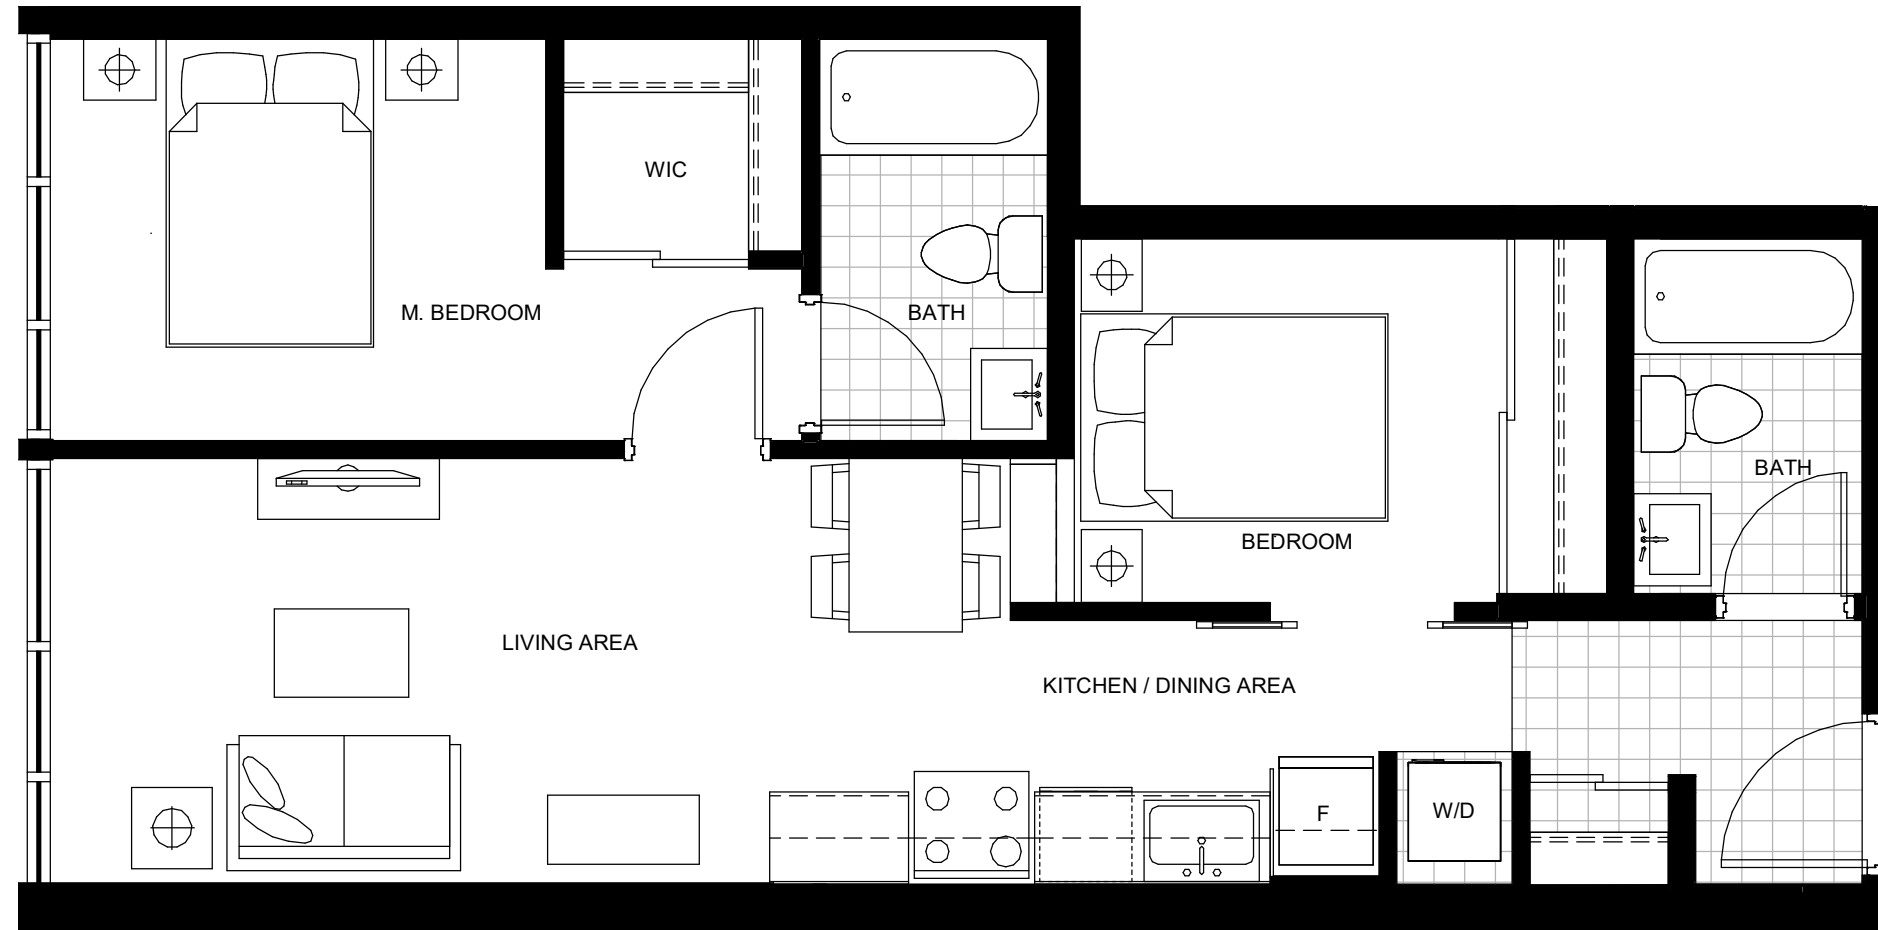 WIC
M. BEDROOM
BATH
BATH
BEDROOM
LIVING AREA
KITCHEN / DINING AREA
F
W/D